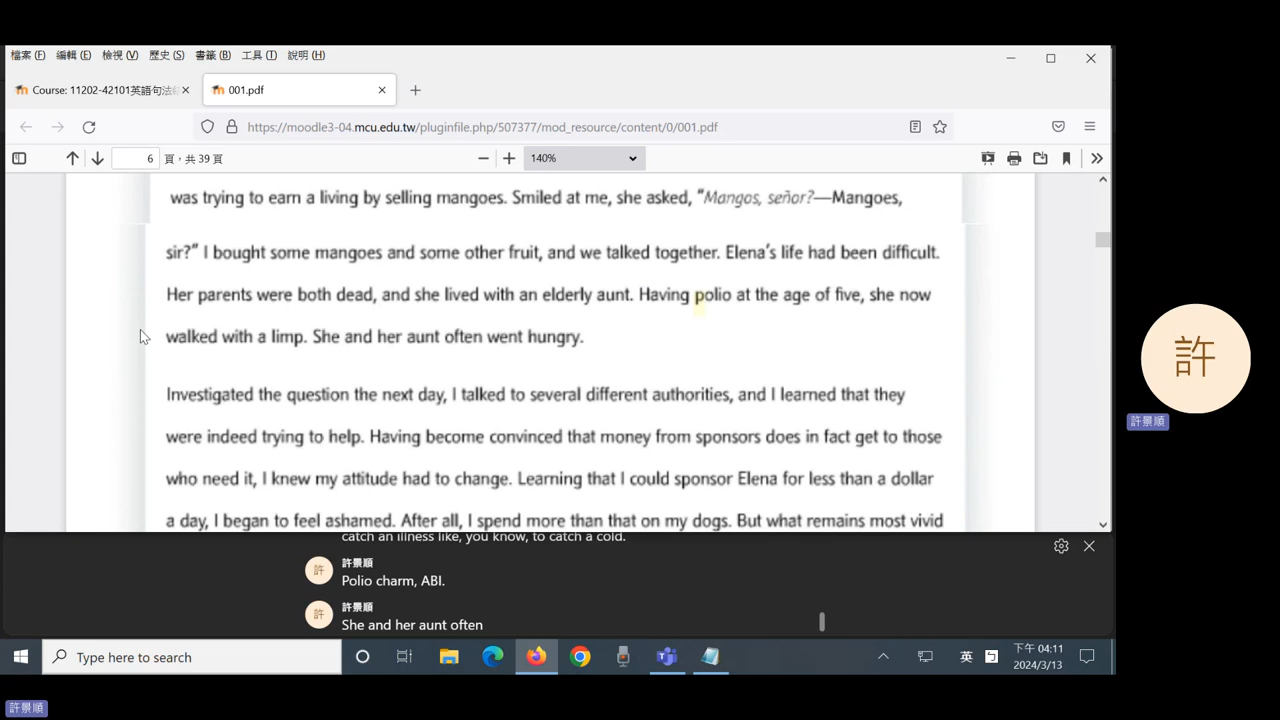 檔案 (F) 編輯 (E) 檢視 (V) 歷史 (S) 書籤 (B) 工具 (T) 說明 (H)
Course: 11202-42101英語句法
001.pdf
https://moodle3-04.mcu.edu.tw/pluginfile.php/507377/mod_resource/content/0/001.pdf
6 頁，共 39 頁
140%
was trying to earn a living by selling mangoes. Smiled at me, she asked, "Mangos, señor?—Mangoes,
sir?" I bought some mangoes and some other fruit, and we talked together. Elena's life had been difficult.
Her parents were both dead, and she lived with an elderly aunt. Having polio at the age of five, she now
walked with a limp. She and her aunt often went hungry.
Investigated the question the next day, I talked to several different authorities, and I learned that they
were indeed trying to help. Having become convinced that money from sponsors does in fact get to those
who need it, I knew my attitude had to change. Learning that I could sponsor Elena for less than a dollar
a day, I began to feel ashamed. After all, I spend more than that on my dogs. But what remains most vivid
許
許景順
catch an illness like, you know, to catch a cold.
許
許景順
Polio charm, ABI.
許
許景順
She and her aunt often
Type here to search
英
下午 04:11
2024/3/13
許景順